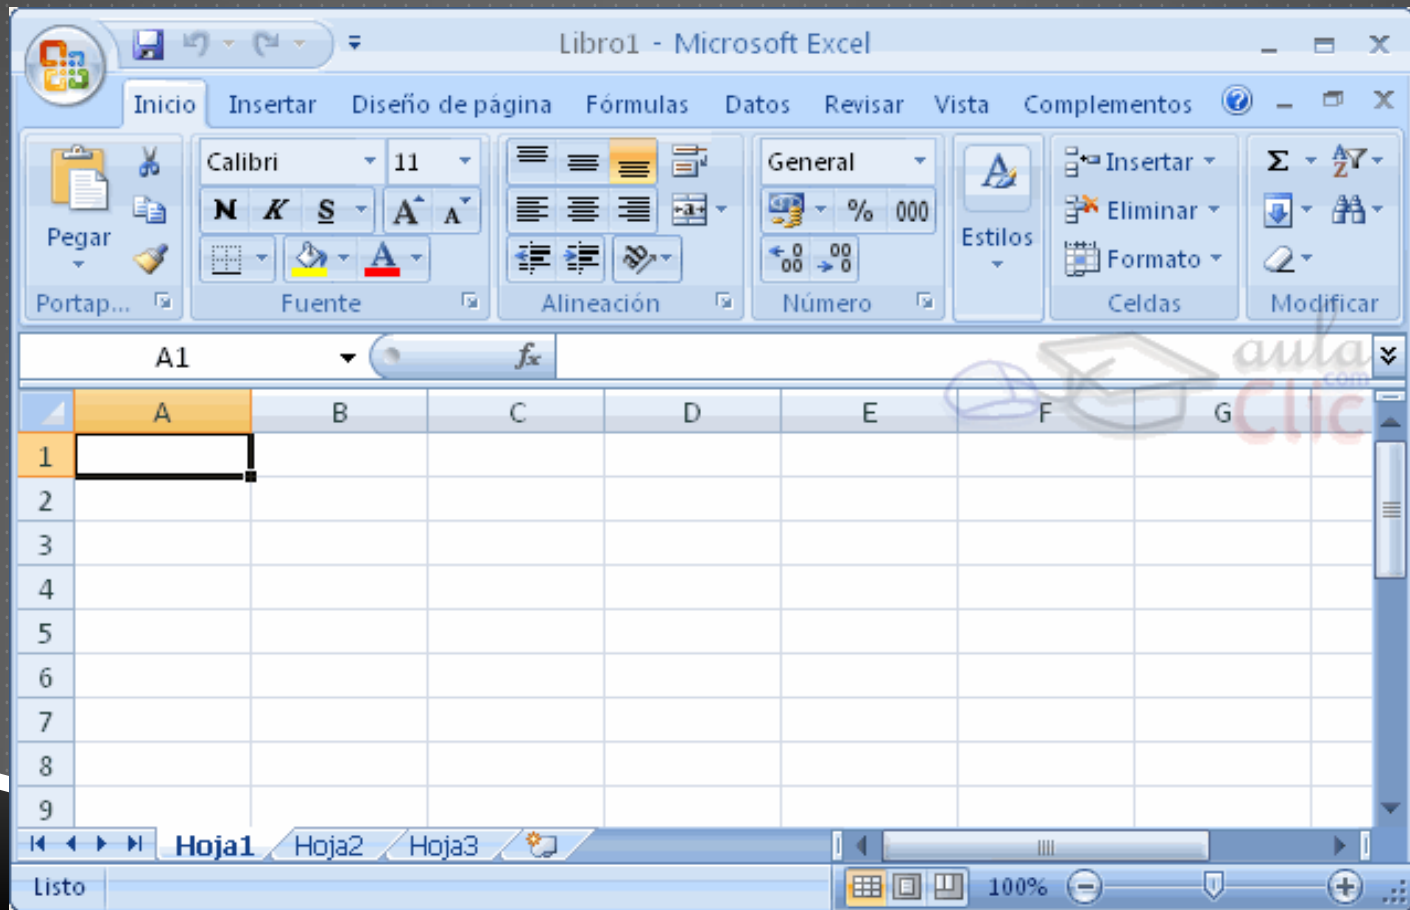 Libro1 - Microsoft Excel
Inicio Insertar Diseño de página Fórmulas Datos Revisar Vista Complementos
Calibri 11 General Insertar
N K S A A % 000 Eliminar
Pegar A Estilos Formato
Portap... Fuente Alineación Número Celdas Modificar
A1 fx
aula
.com
Clic
A B C D E F G
1
2
3
4
5
6
7
8
9
Hoja1 Hoja2 Hoja3
Listo 100%